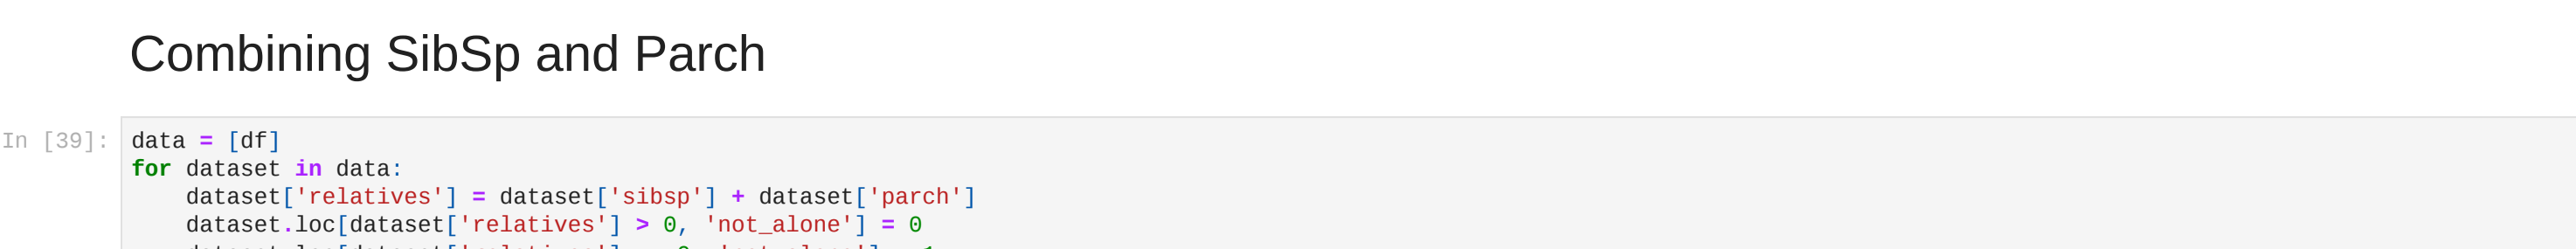 Combining SibSp and Parch
In [39]:
data = [df]
for dataset in data:
    dataset['relatives'] = dataset['sibsp'] + dataset['parch']
    dataset.loc[dataset['relatives'] > 0, 'not_alone'] = 0